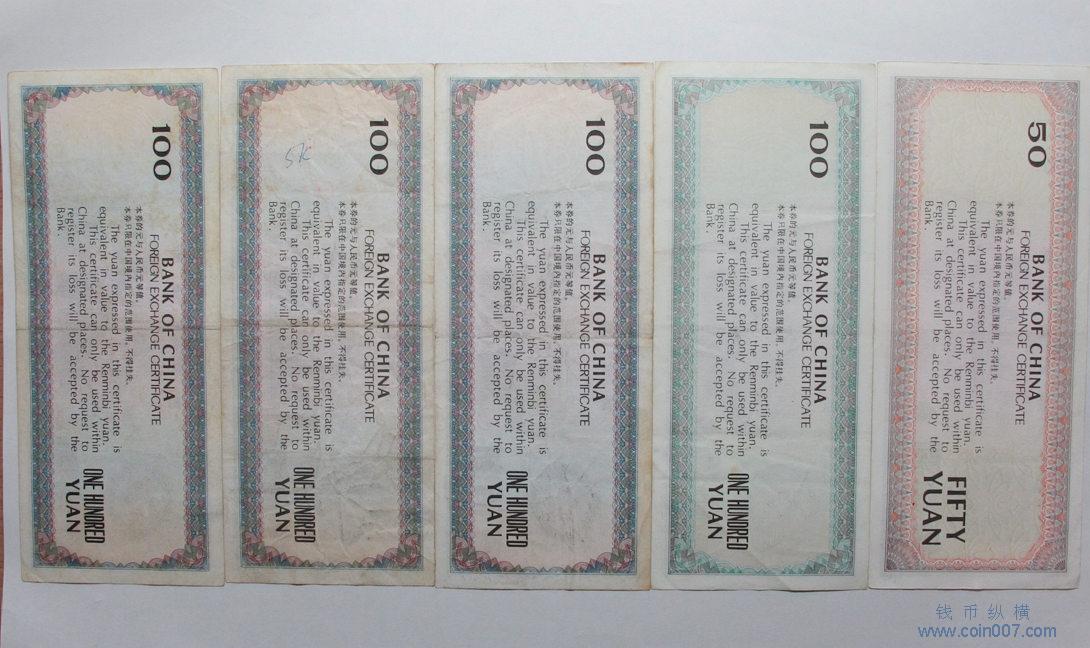 100
BANK OF CHINA
FOREIGN EXCHANGE CERTIFICATE
本券的元与人民币元等值。
本券只限在中国境内指定的范围使用，不得挂失。
The yuan expressed in this certificate is
equivalent in value to the Renminbi yuan.
This certificate can only be used within
China at designated places. No request to
register its loss will be accepted by the
Bank.
ONE HUNDRED
YUAN
100
BANK OF CHINA
FOREIGN EXCHANGE CERTIFICATE
本券的元与人民币元等值。
本券只限在中国境内指定的范围使用，不得挂失。
The yuan expressed in this certificate is
equivalent in value to the Renminbi yuan.
This certificate can only be used within
China at designated places. No request to
register its loss will be accepted by the
Bank.
ONE HUNDRED
YUAN
100
BANK OF CHINA
FOREIGN EXCHANGE CERTIFICATE
本券的元与人民币元等值。
本券只限在中国境内指定的范围使用，不得挂失。
The yuan expressed in this certificate is
equivalent in value to the Renminbi yuan.
This certificate can only be used within
China at designated places. No request to
register its loss will be accepted by the
Bank.
ONE HUNDRED
YUAN
100
BANK OF CHINA
FOREIGN EXCHANGE CERTIFICATE
本券的元与人民币元等值
本券只限在中国境内指定的范围使用，不得挂失。
The yuan expressed in this certificate is
equivalent in value to the Renminbi yuan.
This certificate can only be used within
China at designated places. No request to
register its loss will be accepted by the
Bank.
ONE HUNDRED
YUAN
50
BANK OF CHINA
FOREIGN EXCHANGE CERTIFICATE
本券的元与人民币元等值。
本券只限在中国境内指定的范围使用，不得挂失。
The yuan expressed in this certificate is
equivalent in value to the Renminbi yuan.
This certificate can only be used within
China at designated places. No request to
register its loss will be accepted by the
Bank.
FIFTY
YUAN
钱币纵横
www.coin007.com